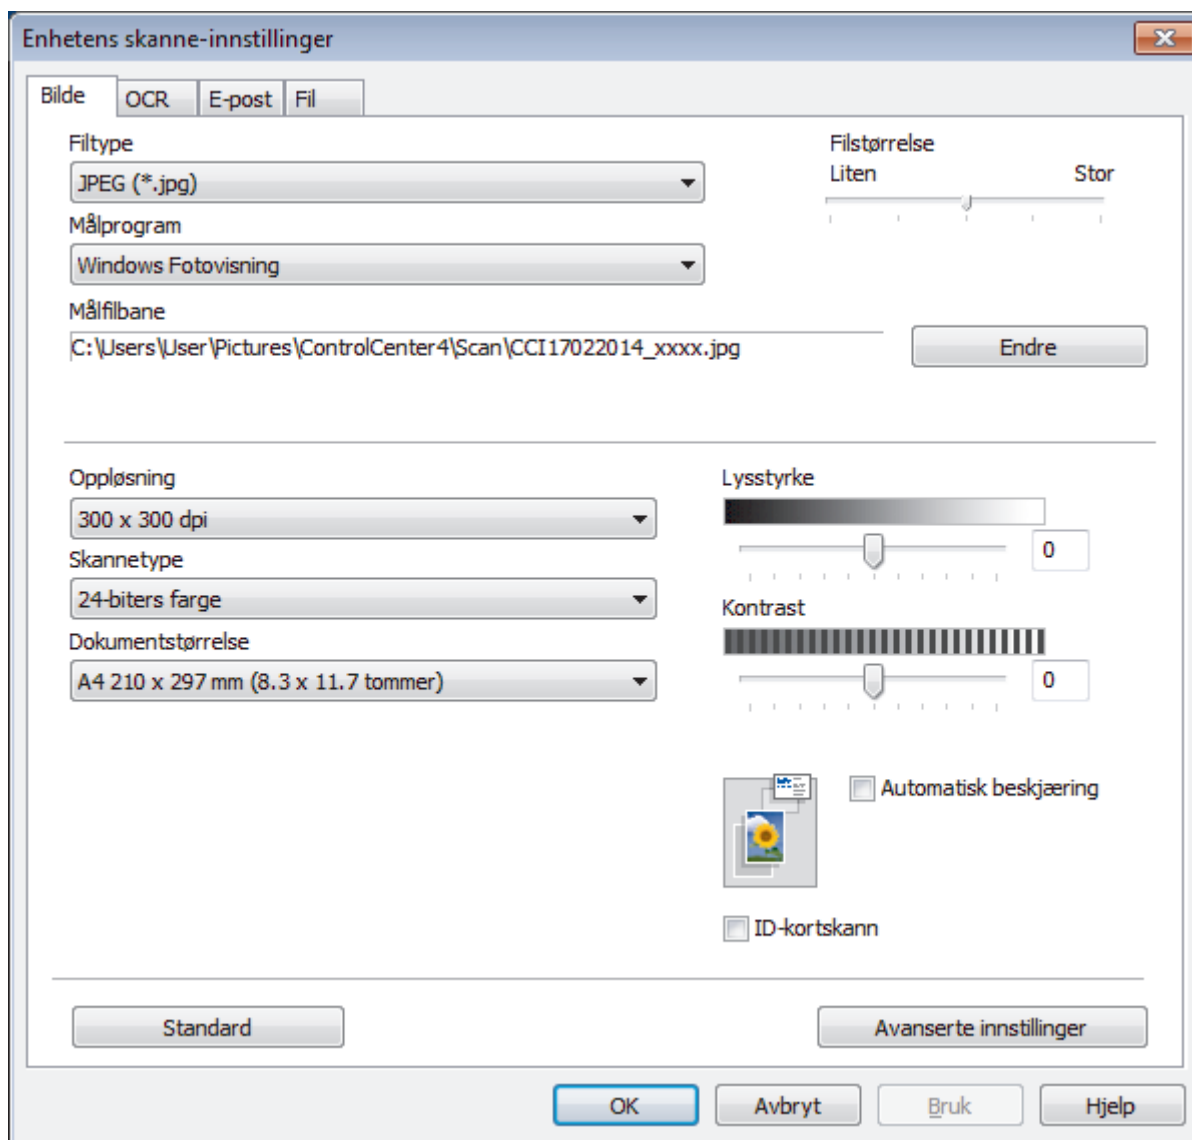 Enhetens skanne-innstillinger
Bilde OCR E-post Fil
Filtype
JPEG (*.jpg)
Målprogram
Windows Fotovisning
Målfilbane
C:\Users\User\Pictures\ControlCenter4\Scan\CCI17022014_xxxx.jpg
Endre
Filstørrelse
Liten Stor
Oppløsning
300 x 300 dpi
Skannetype
24-biters farge
Dokumentstørrelse
A4 210 x 297 mm (8.3 x 11.7 tommer)
Lysstyrke
0
Kontrast
0
Automatisk beskjæring
ID-kortskann
Standard
Avanserte innstillinger
OK Avbryt Bruk Hjelp